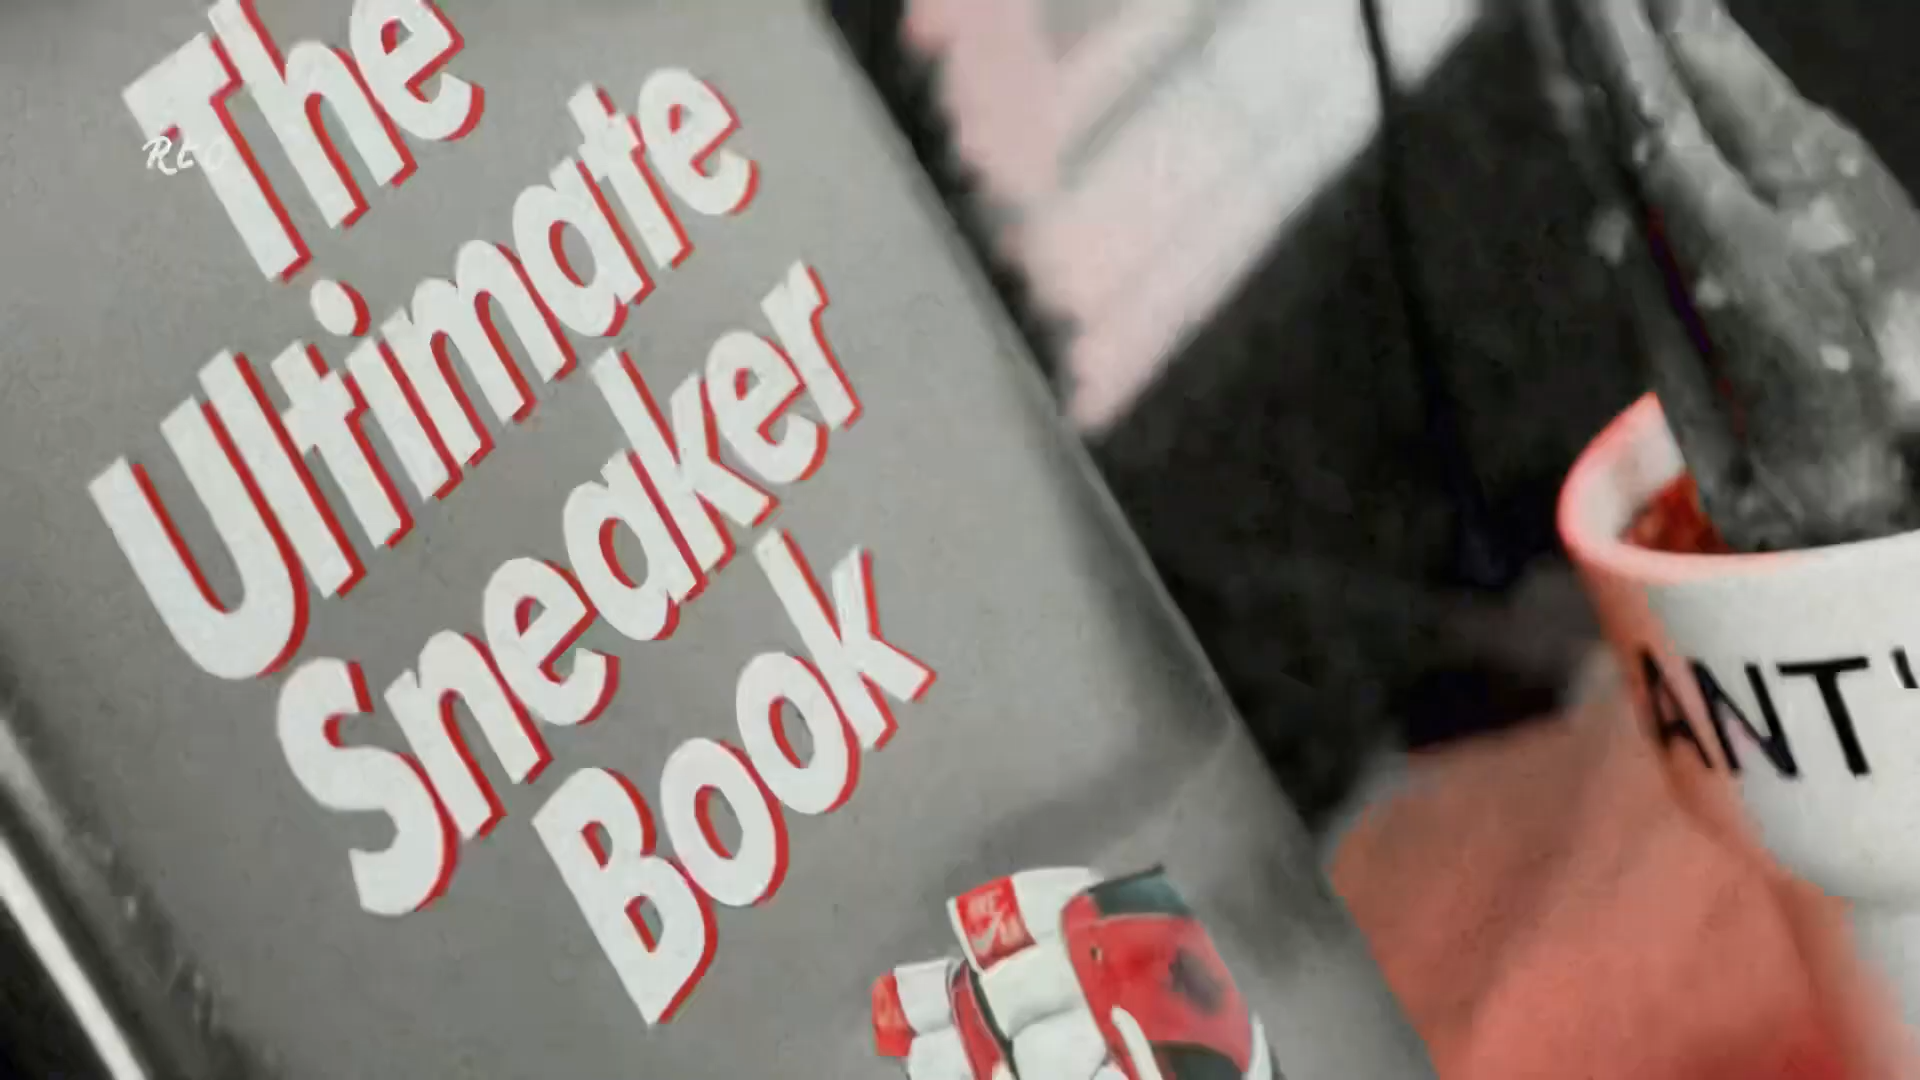 The
Ultimate
Sneaker
Book
ANT'